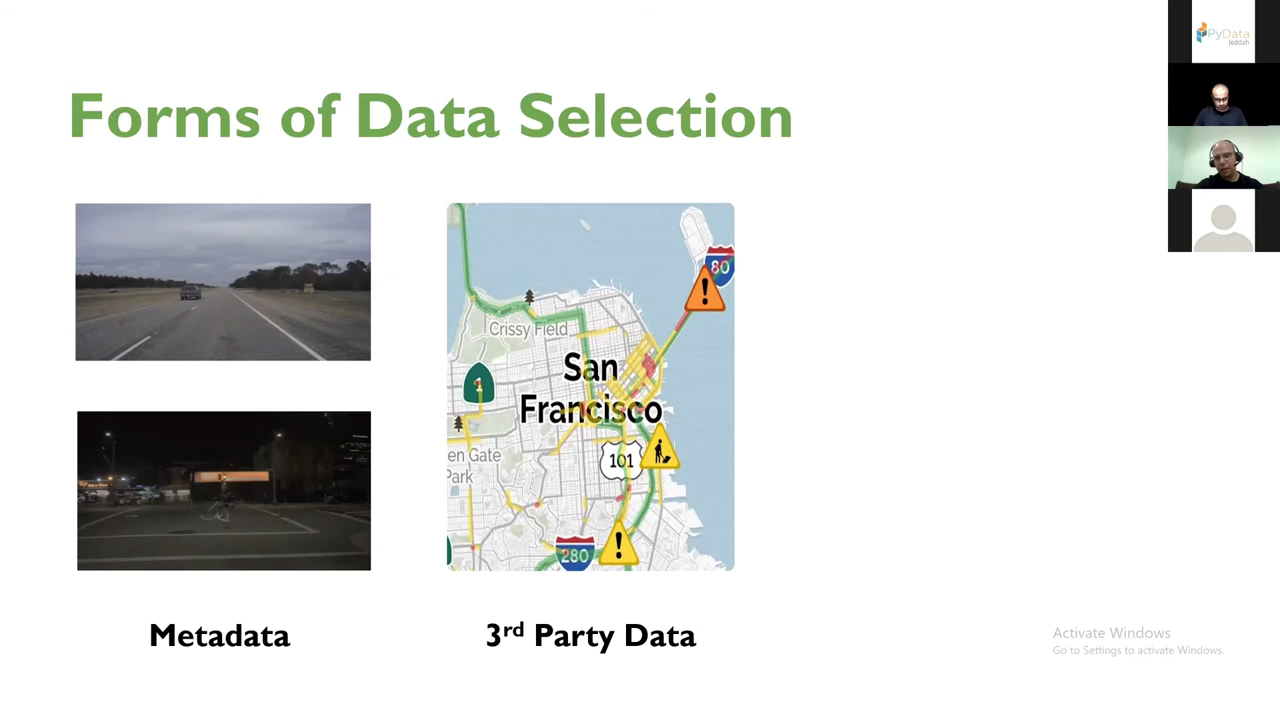 Forms of Data Selection
PyData
Jeddah
80
Crissy Field
1
San
Francisco
en Gate
Park
101
280
Metadata
3rd Party Data
Activate Windows
Go to Settings to activate Windows.